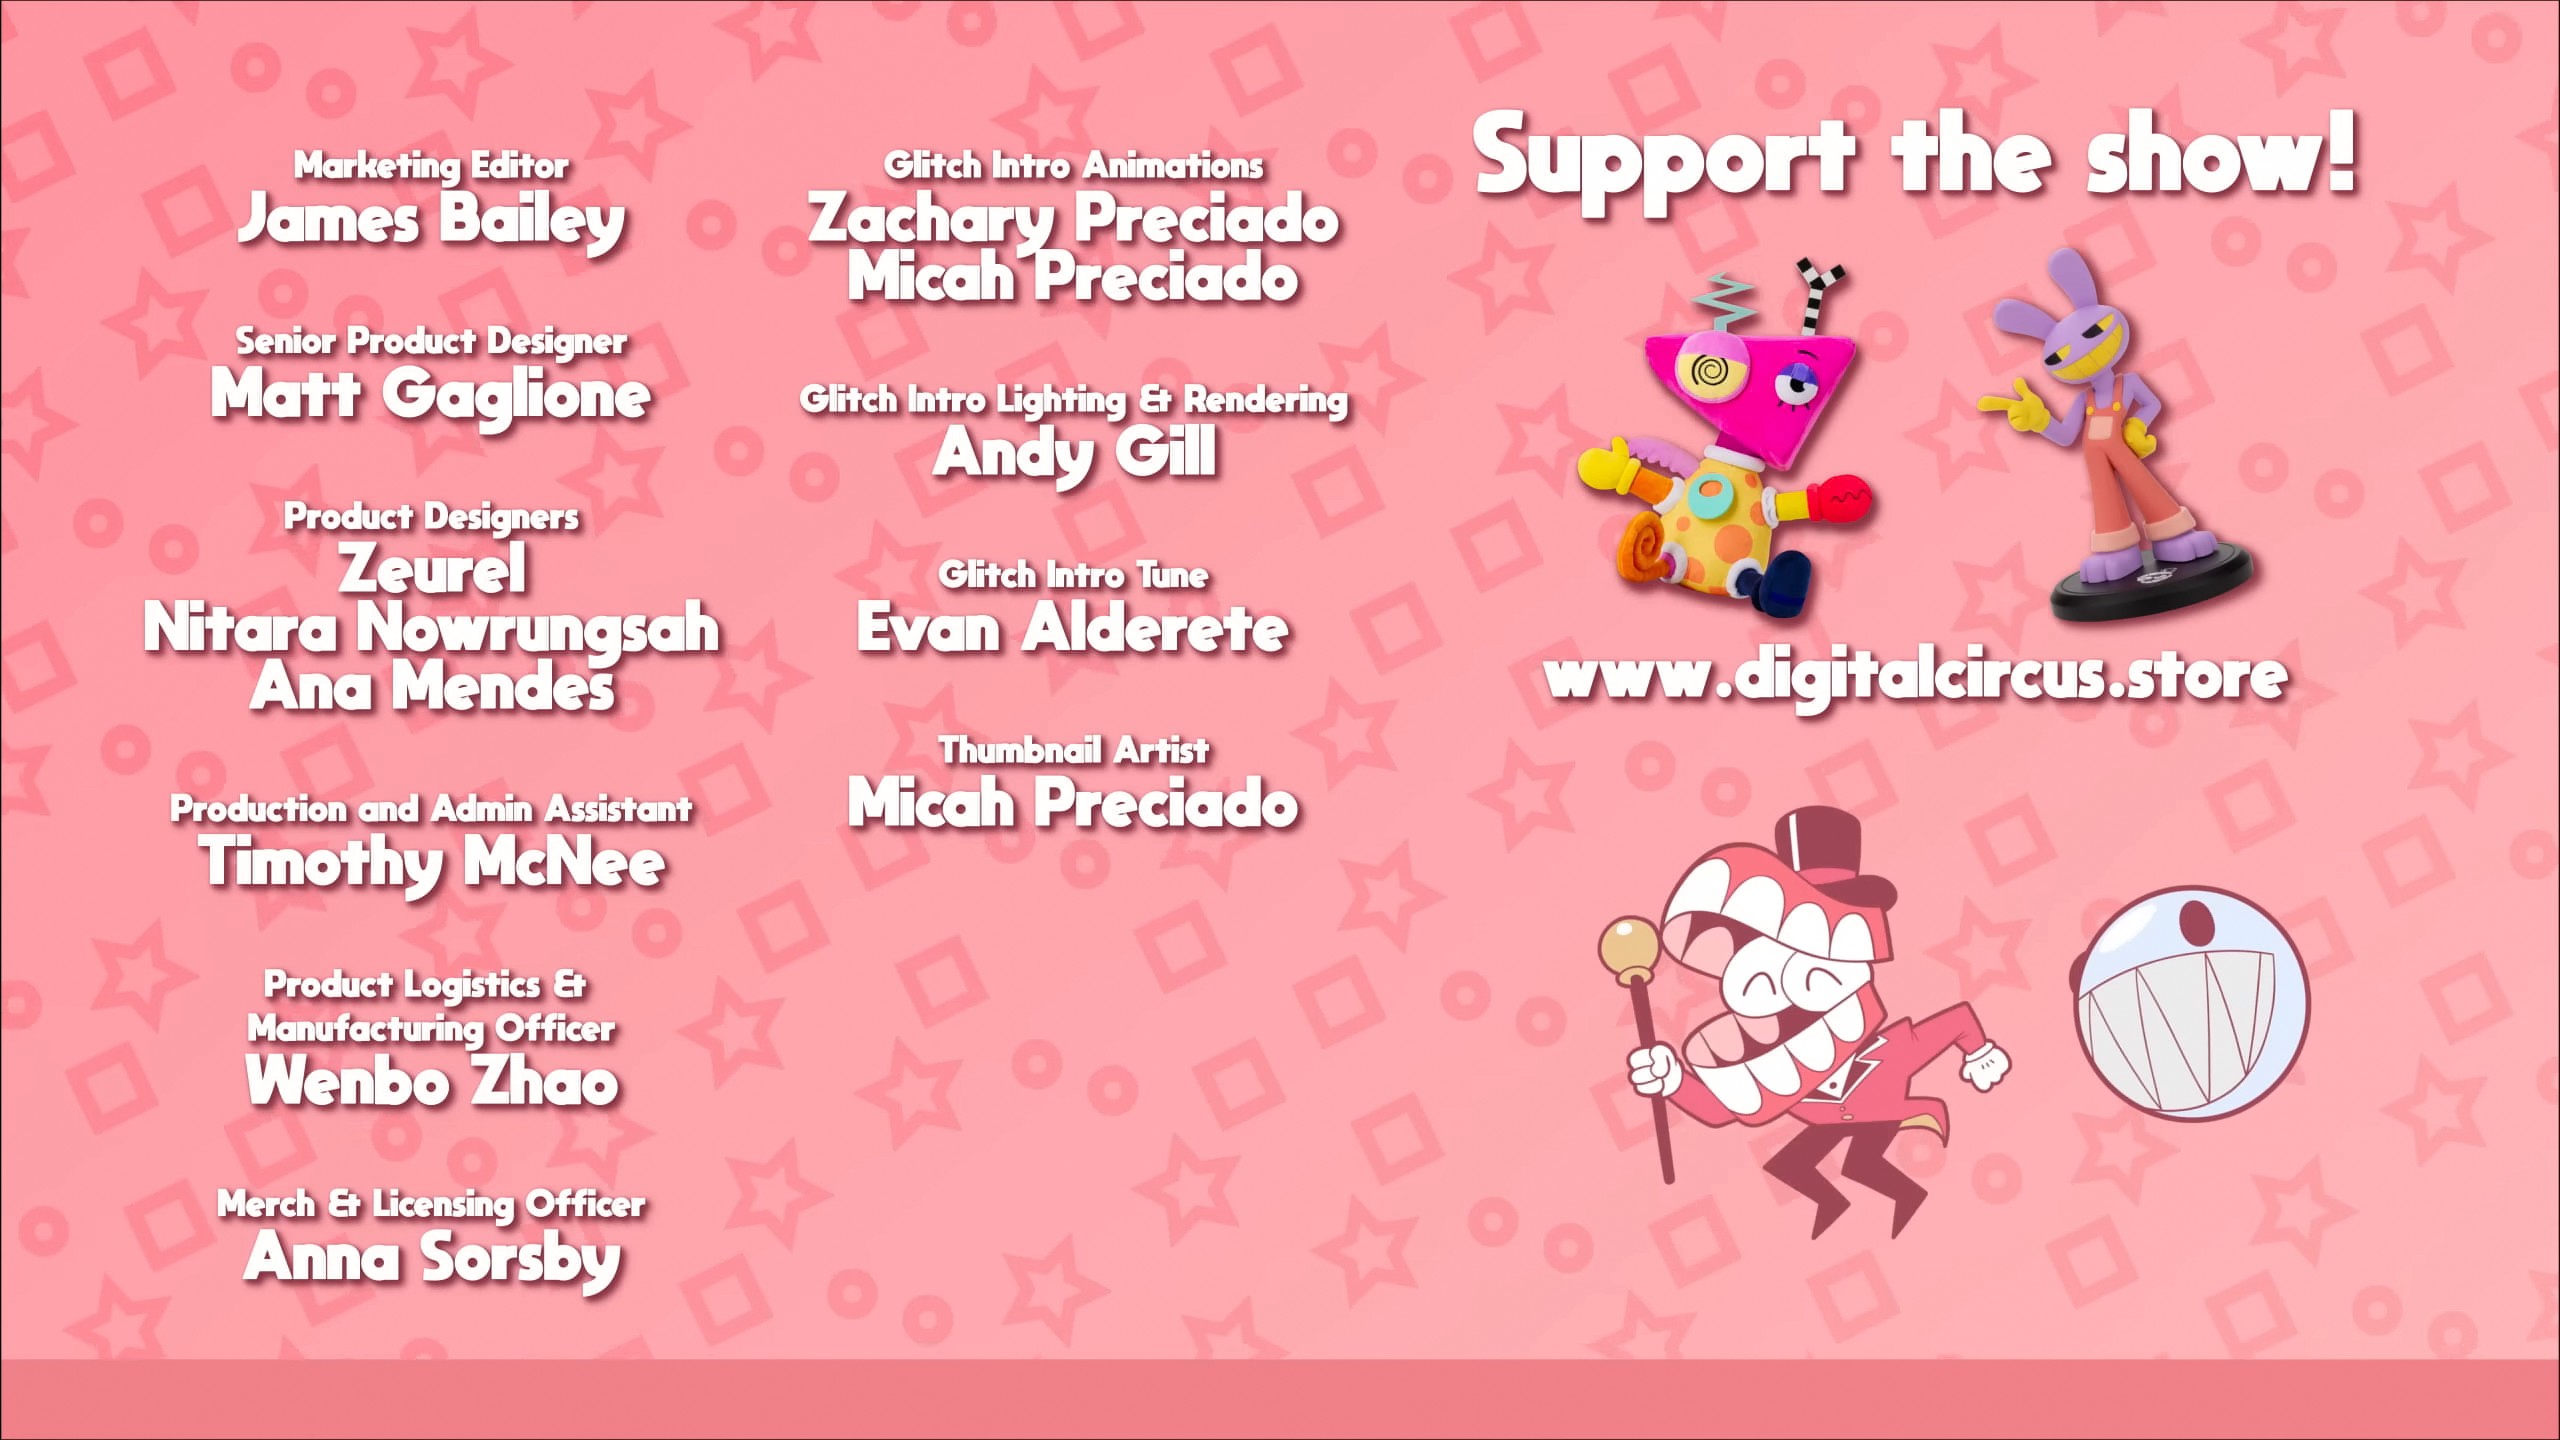 Marketing Editor
James Bailey
Senior Product Designer
Matt Gaglione
Product Designers
Zeurel
Nitara Nowrungsah
Ana Mendes
Production and Admin Assistant
Timothy McNee
Product Logistics &
Manufacturing Officer
Wenbo Zhao
Merch & Licensing Officer
Anna Sorsby
Glitch Intro Animations
Zachary Preciado
Micah Preciado
Glitch Intro Lighting & Rendering
Andy Gill
Glitch Intro Tune
Evan Alderete
Thumbnail Artist
Micah Preciado
Support the show!
www.digitalcircus.store